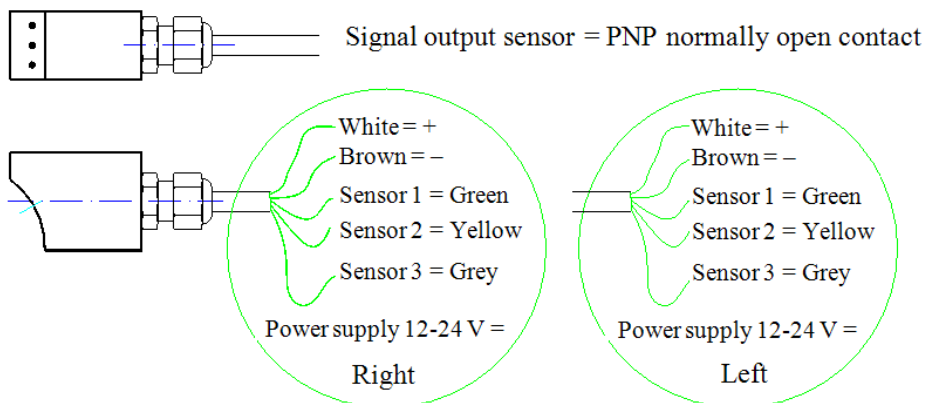 Signal output sensor = PNP normally open contact
White = +
Brown = –
Sensor 1 = Green
Sensor 2 = Yellow
Sensor 3 = Grey
Power supply 12-24 V =
Right
White = +
Brown = –
Sensor 1 = Green
Sensor 2 = Yellow
Sensor 3 = Grey
Power supply 12-24 V =
Left